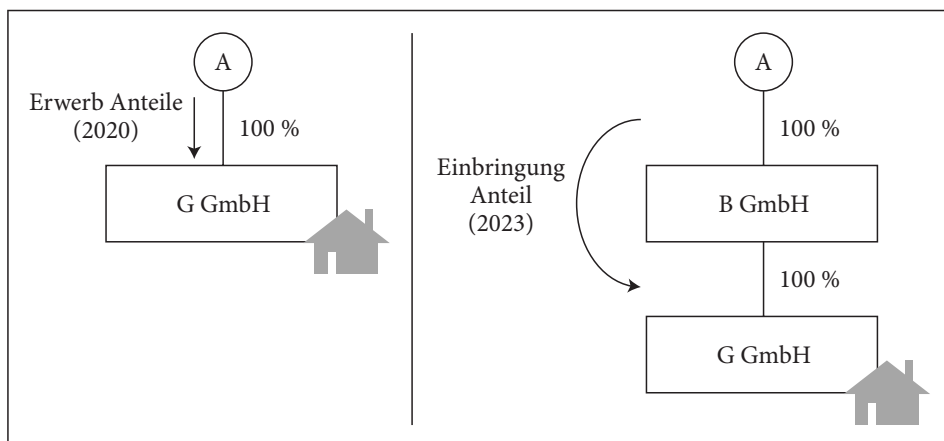 A
Erwerb Anteile
(2020)
100 %
G GmbH
A
100 %
Einbringung
Anteil
(2023)
B GmbH
100 %
G GmbH